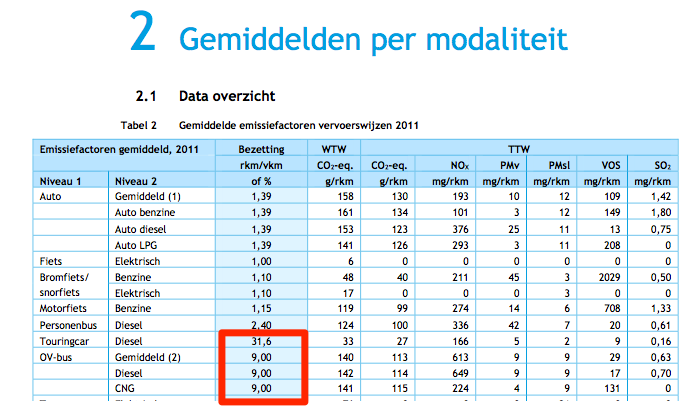 2 Gemiddelden per modaliteit
2.1 Data overzicht
Tabel 2 Gemiddelde emissiefactoren vervoerswijzen 2011
Emissiefactoren gemiddeld, 2011 Bezetting WTW TTW
rkm/vkm CO₂-eq. CO₂-eq. NOₓ PMv PMsl VOS SO₂
Niveau 1 Niveau 2 of % g/rkm g/rkm mg/rkm mg/rkm mg/rkm mg/rkm mg/rkm
Auto Gemiddeld (1) 1,39 158 130 193 10 12 109 1,42
Auto benzine 1,39 161 134 101 3 12 149 1,80
Auto diesel 1,39 153 123 376 25 11 13 0,75
Auto LPG 1,39 141 126 293 3 11 208 0
Fiets Elektrisch 1,00 6 0 0 0 0 0 0
Bromfiets/ Benzine 1,10 48 40 211 45 3 2029 0,50
snorfiets Elektrisch 1,10 17 0 0 0 3 0 0
Motorfiets Benzine 1,15 119 99 274 14 6 708 1,33
Personenbus Diesel 2,40 124 100 336 42 7 20 0,61
Touringcar Diesel 31,6 33 27 166 5 2 9 0,16
OV-bus Gemiddeld (2) 9,00 140 113 613 9 9 29 0,63
Diesel 9,00 142 114 649 9 9 17 0,70
CNG 9,00 141 115 224 4 9 131 0